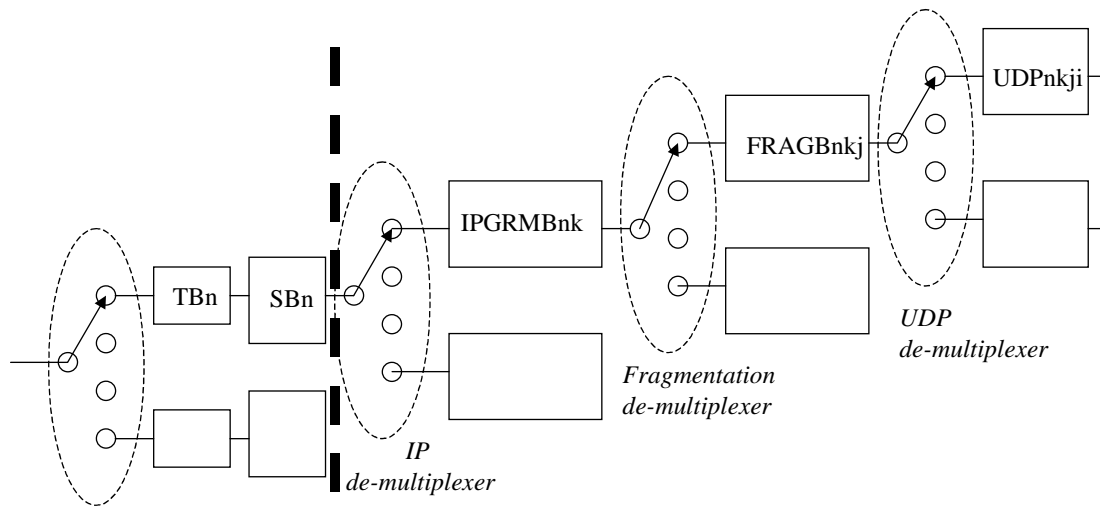 UDPnkji
FRAGBnkj
IPGRMBnk
TBn
SBn
UDP
de-multiplexer
Fragmentation
de-multiplexer
IP
de-multiplexer